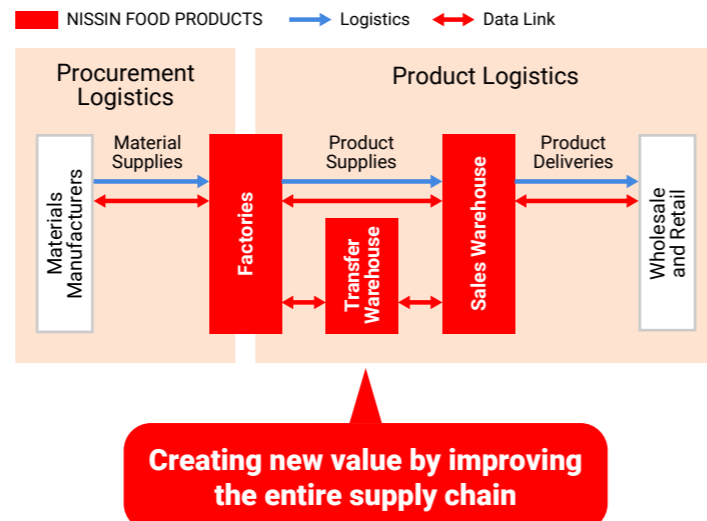 NISSIN FOOD PRODUCTS
Logistics
Data Link
Procurement
Logistics
Product Logistics
Material
Supplies
Product
Supplies
Product
Deliveries
Materials
Manufacturers
Factories
Transfer
Warehouse
Sales Warehouse
Wholesale
and Retail
Creating new value by improving
the entire supply chain